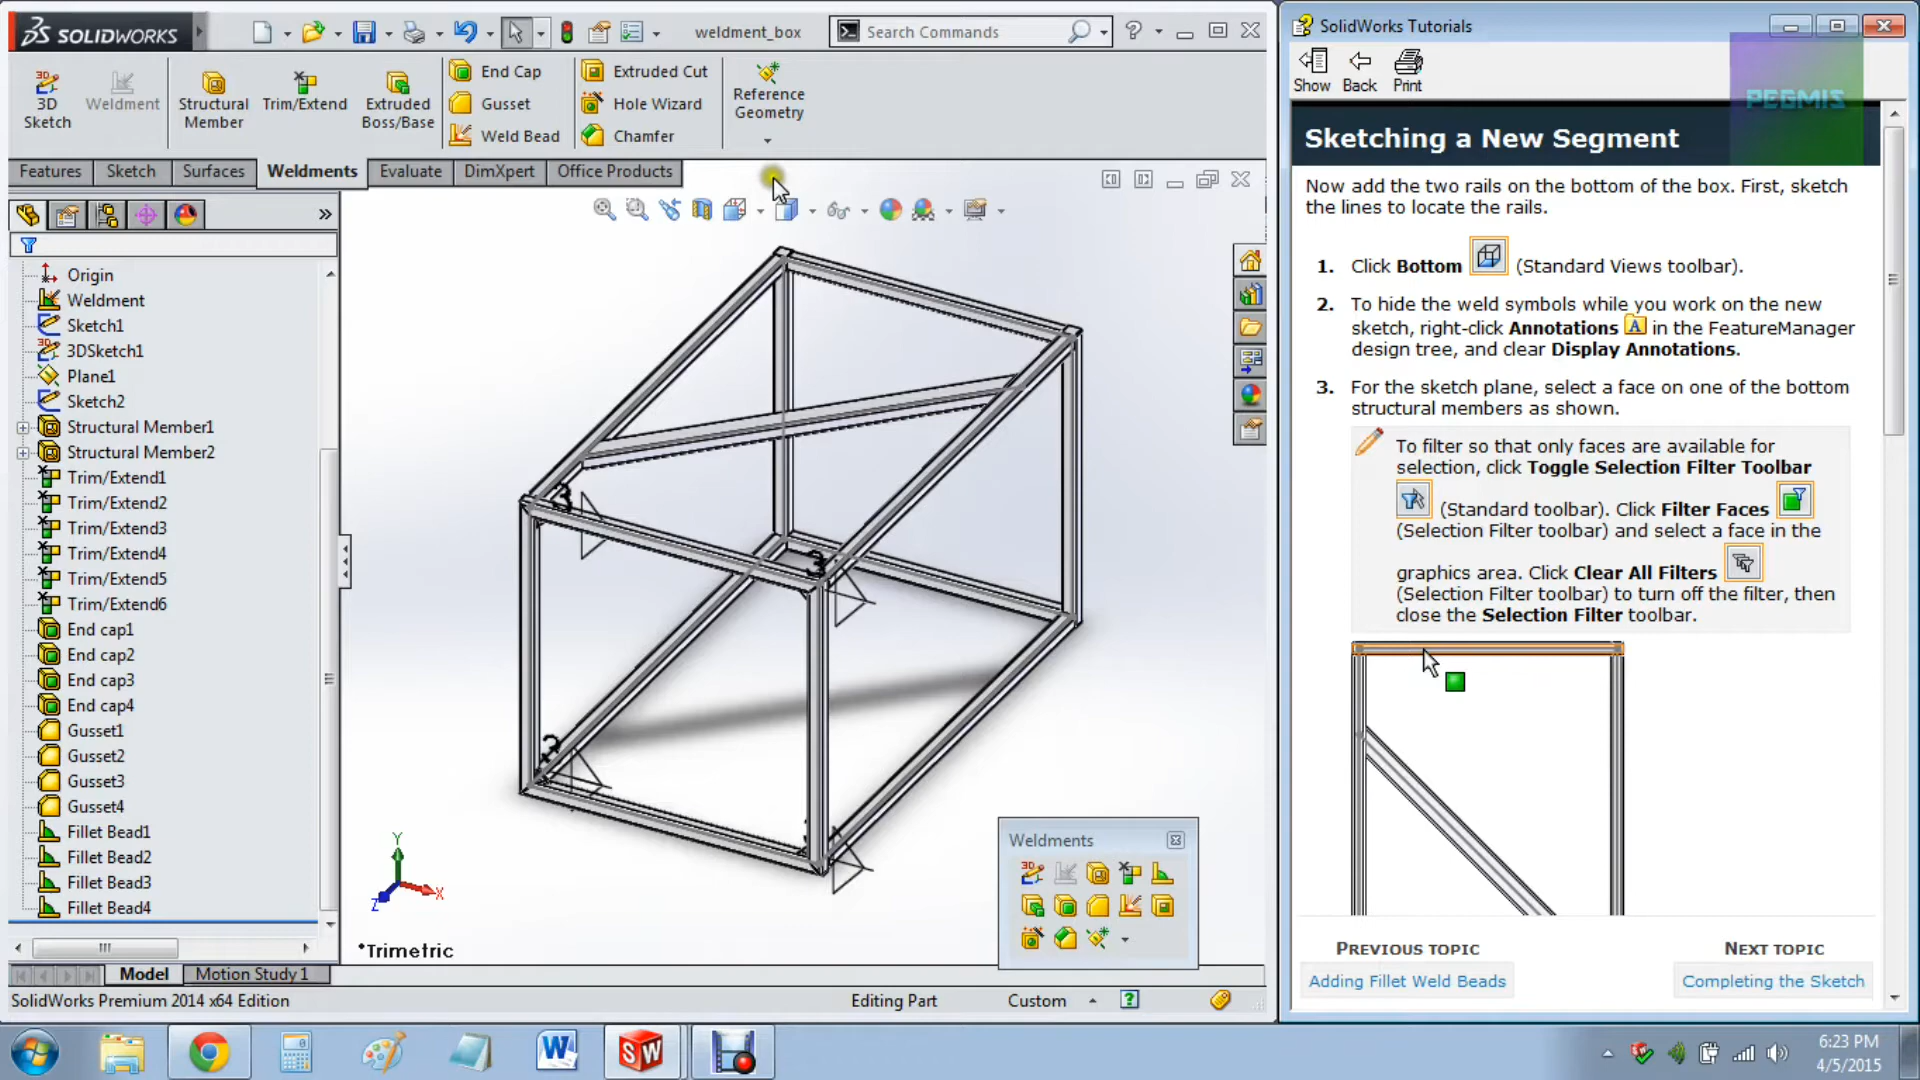 SOLIDWORKS
weldment_box
Search Commands
3D Sketch
Weldment
Structural Member
Trim/Extend
Extruded Boss/Base
End Cap
Gusset
Weld Bead
Extruded Cut
Hole Wizard
Chamfer
Reference Geometry
Features
Sketch
Surfaces
Weldments
Evaluate
DimXpert
Office Products
Origin
Weldment
Sketch1
3DSketch1
Plane1
Sketch2
Structural Member1
Structural Member2
Trim/Extend1
Trim/Extend2
Trim/Extend3
Trim/Extend4
Trim/Extend5
Trim/Extend6
End cap1
End cap2
End cap3
End cap4
Gusset1
Gusset2
Gusset3
Gusset4
Fillet Bead1
Fillet Bead2
Fillet Bead3
Fillet Bead4
3
3
3
Y
X
Z
*Trimetric
Weldments
Model
Motion Study 1
SolidWorks Premium 2014 x64 Edition
Editing Part
Custom
SolidWorks Tutorials
Show
Back
Print
PEGMIS
Sketching a New Segment
Now add the two rails on the bottom of the box. First, sketch
the lines to locate the rails.
1. Click Bottom (Standard Views toolbar).
2. To hide the weld symbols while you work on the new
sketch, right-click Annotations A in the FeatureManager
design tree, and clear Display Annotations.
3. For the sketch plane, select a face on one of the bottom
structural members as shown.
To filter so that only faces are available for
selection, click Toggle Selection Filter Toolbar
(Standard toolbar). Click Filter Faces
(Selection Filter toolbar) and select a face in the
graphics area. Click Clear All Filters
(Selection Filter toolbar) to turn off the filter, then
close the Selection Filter toolbar.
PREVIOUS TOPIC
Adding Fillet Weld Beads
NEXT TOPIC
Completing the Sketch
6:23 PM
4/5/2015